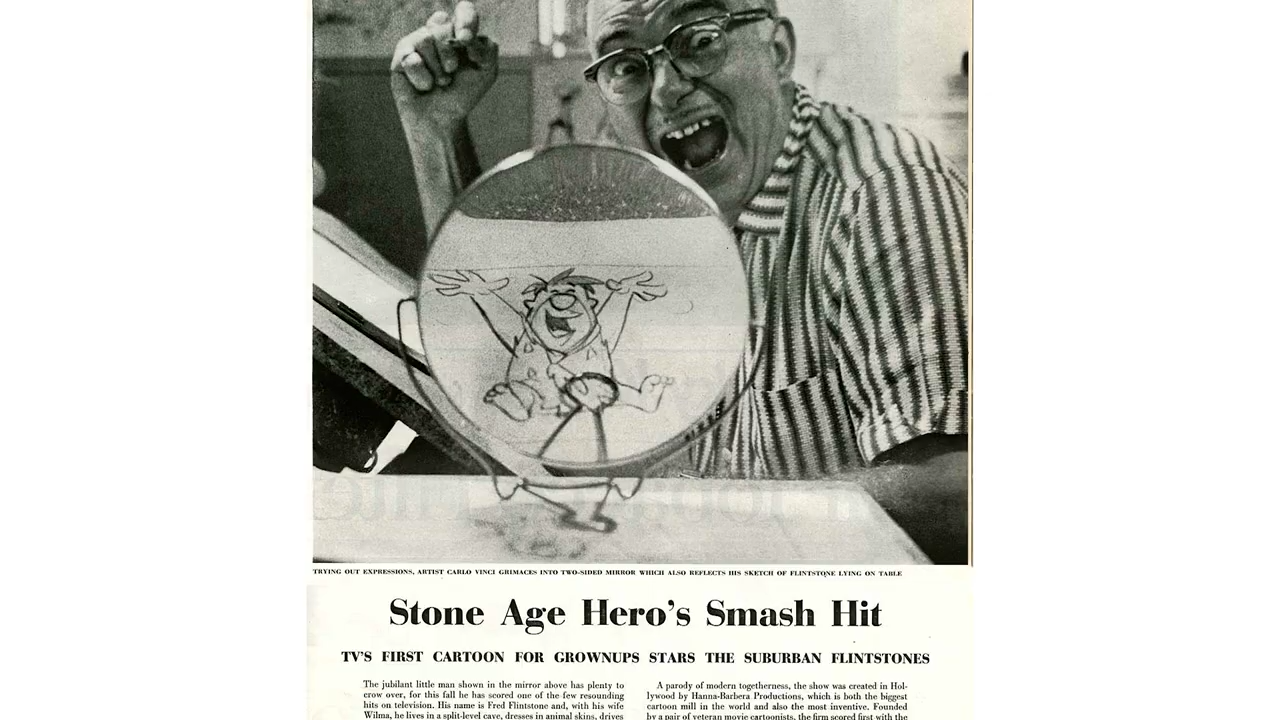 TRYING OUT EXPRESSIONS, ARTIST CARLO VINCI GRIMACES INTO TWO-SIDED MIRROR WHICH ALSO REFLECTS HIS SKETCH OF FLINTSTONE LYING ON TABLE
Stone Age Hero's Smash Hit
TV'S FIRST CARTOON FOR GROWNUPS STARS THE SUBURBAN FLINTSTONES
The jubilant little man shown in the mirror above has plenty to
crow over, for this fall he has scored one of the few resounding
hits on television. His name is Fred Flintstone and, with his wife
Wilma, he lives in a split-level cave, dresses in animal skins, drives
A parody of modern togetherness, the show was created in Hol-
lywood by Hanna-Barbera Productions, which is both the biggest
cartoon mill in the world and also the most inventive. Founded
by a pair of veteran movie cartoonists, the firm scored first with the